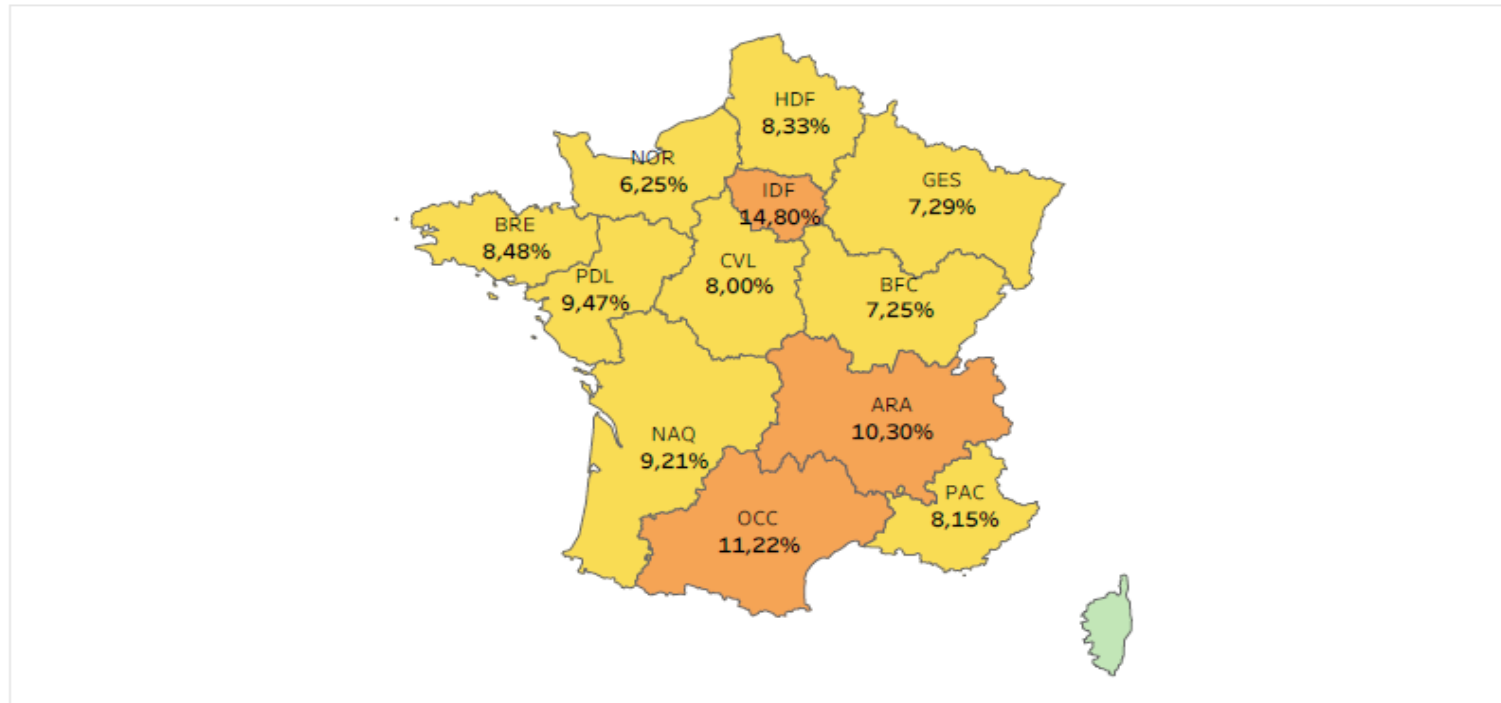 HDF
8,33%
NOR
6,25%
IDF
14,80%
GES
7,29%
BRE
8,48%
PDL
9,47%
CVL
8,00%
BFC
7,25%
ARA
10,30%
NAQ
9,21%
PAC
8,15%
OCC
11,22%